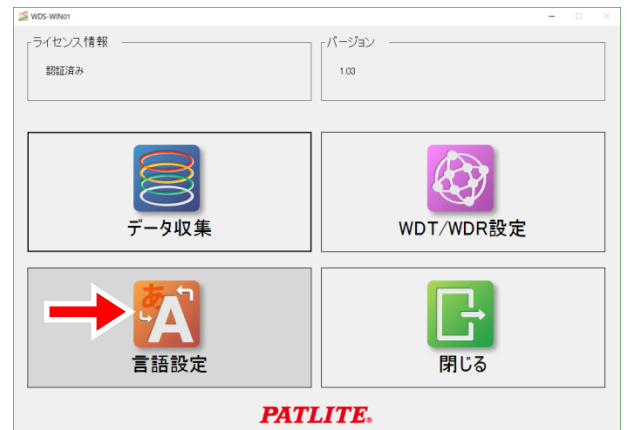 WDS-WIN01
ライセンス情報
認証済み
バージョン
1.03
データ収集
WDT/WDR設定
あ
A
言語設定
閉じる
PATLITE®